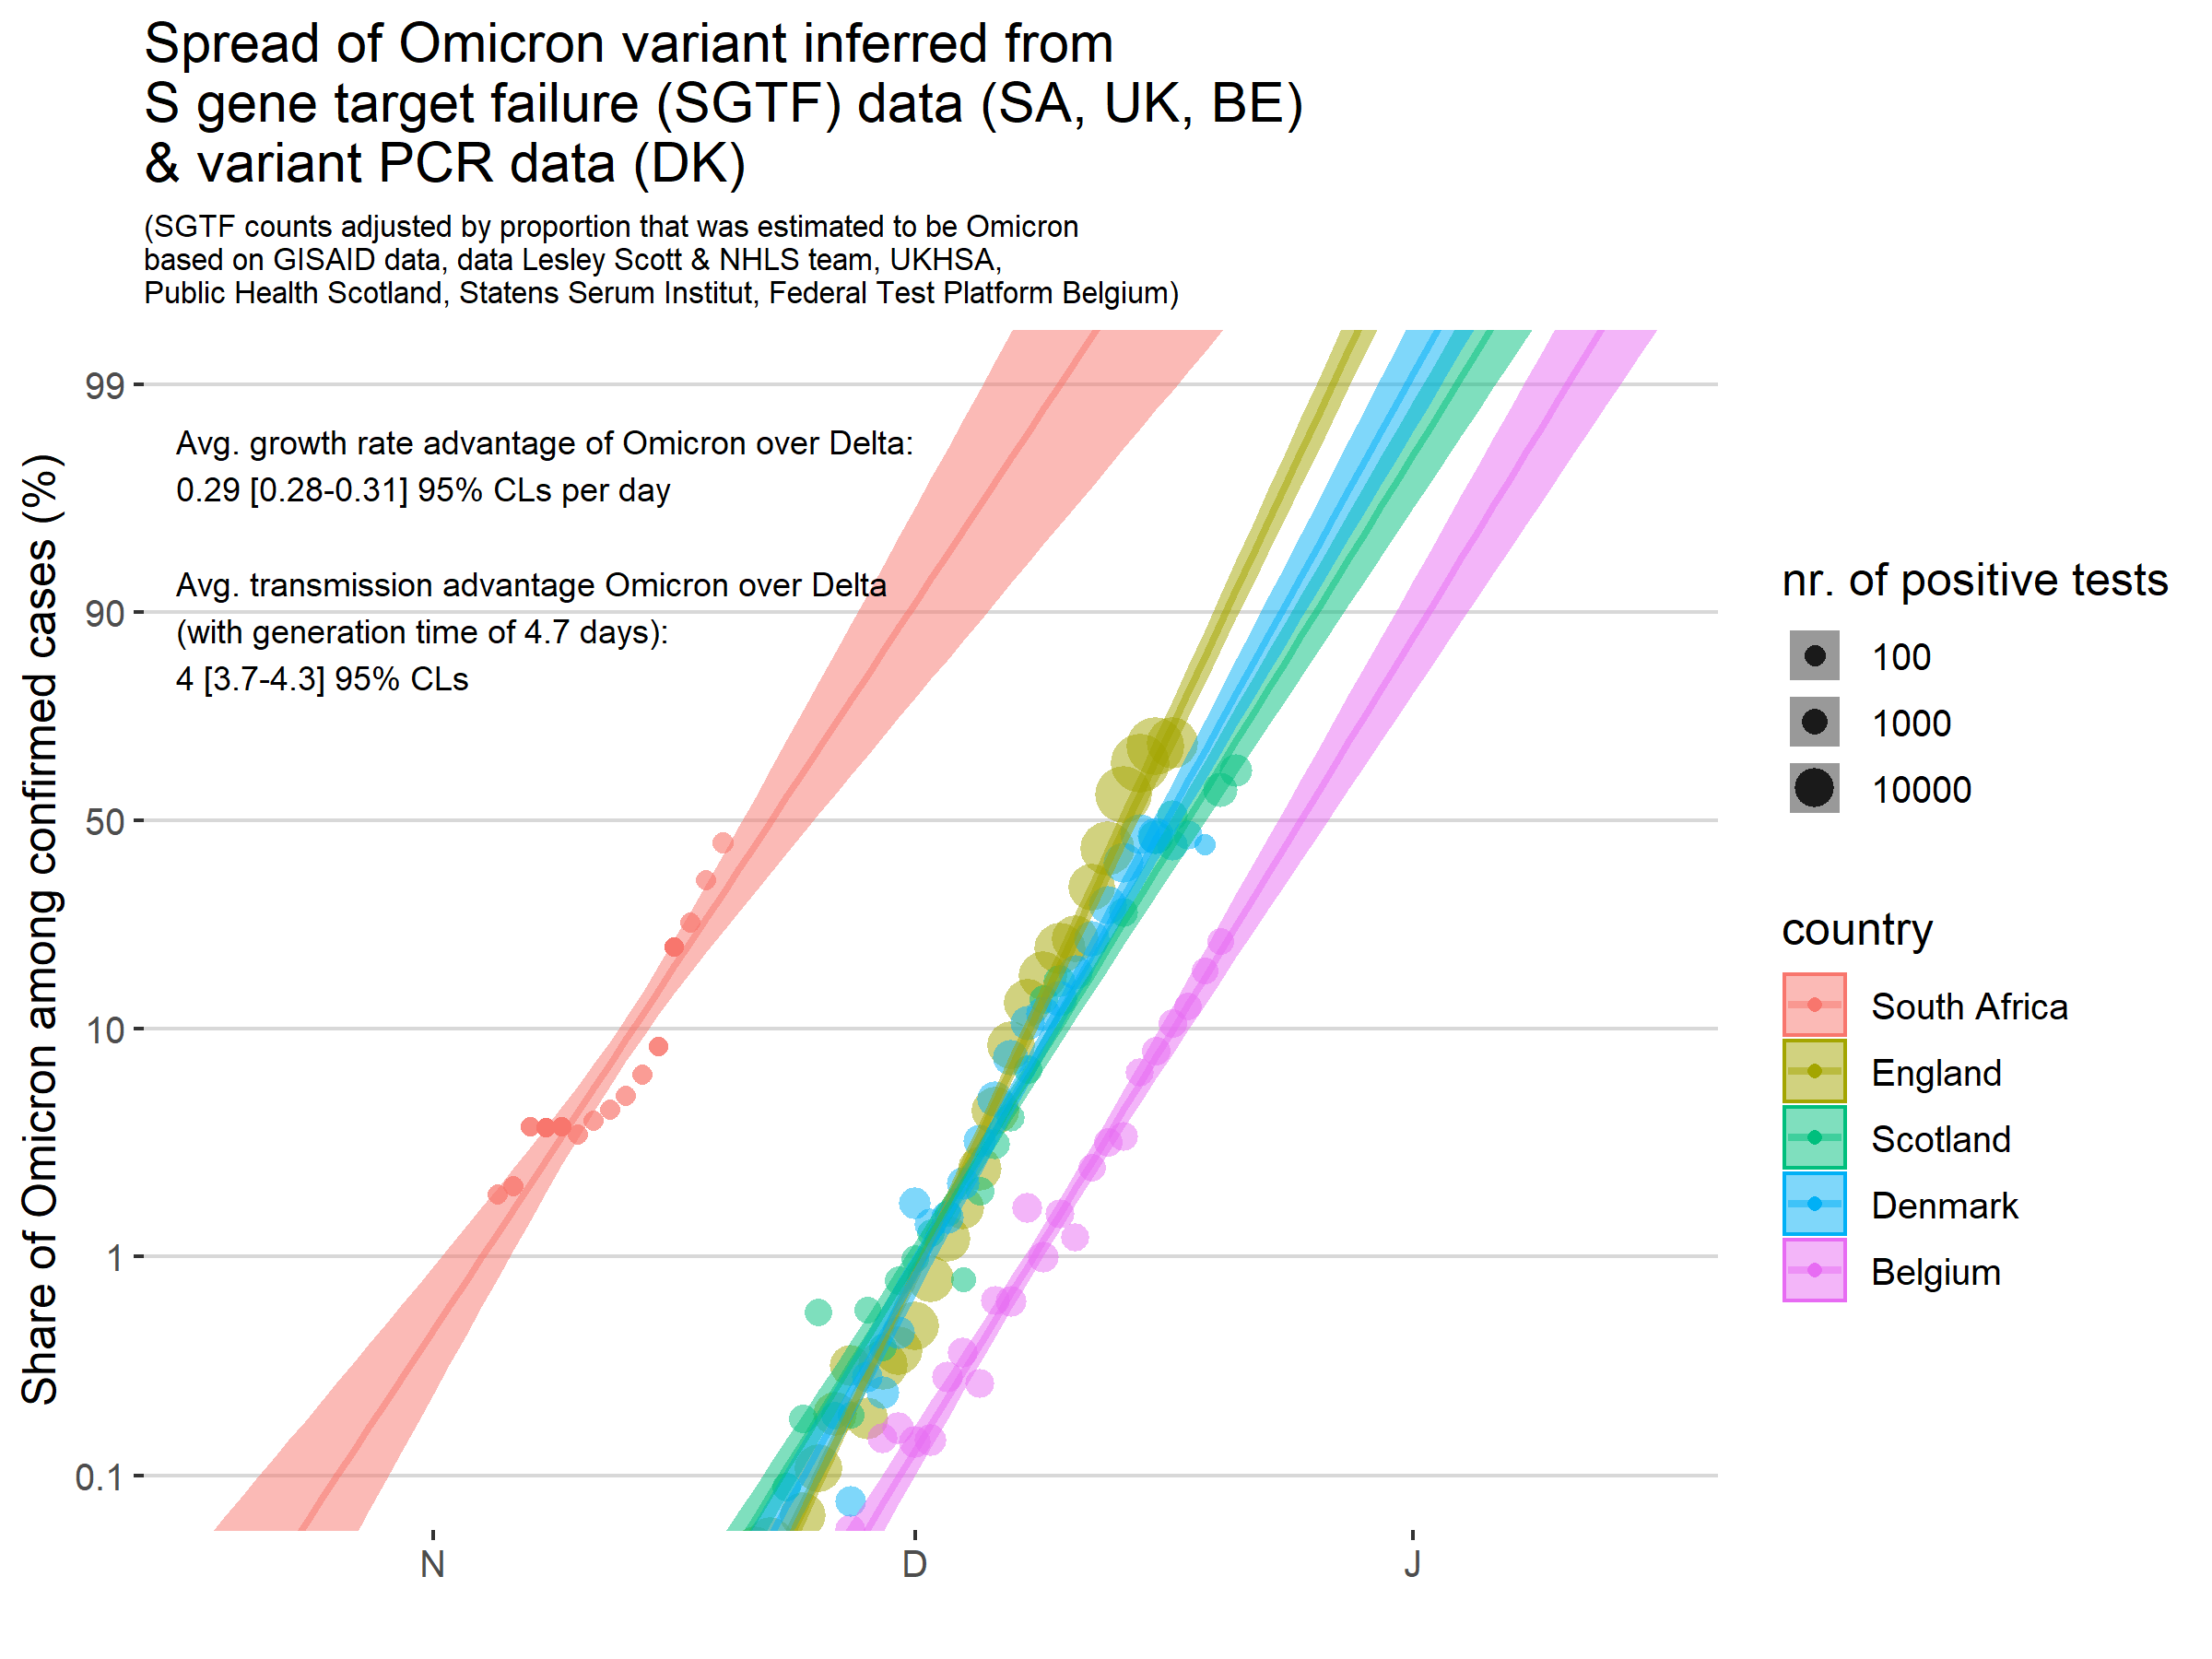 Spread of Omicron variant inferred from
S gene target failure (SGTF) data (SA, UK, BE)
& variant PCR data (DK)
(SGTF counts adjusted by proportion that was estimated to be Omicron
based on GISAID data, data Lesley Scott & NHLS team, UKHSA,
Public Health Scotland, Statens Serum Institut, Federal Test Platform Belgium)
Share of Omicron among confirmed cases (%)
99
90
50
10
1
0.1
Avg. growth rate advantage of Omicron over Delta:
0.29 [0.28-0.31] 95% CLs per day
Avg. transmission advantage Omicron over Delta
(with generation time of 4.7 days):
4 [3.7-4.3] 95% CLs
N
D
J
nr. of positive tests
100
1000
10000
country
South Africa
England
Scotland
Denmark
Belgium